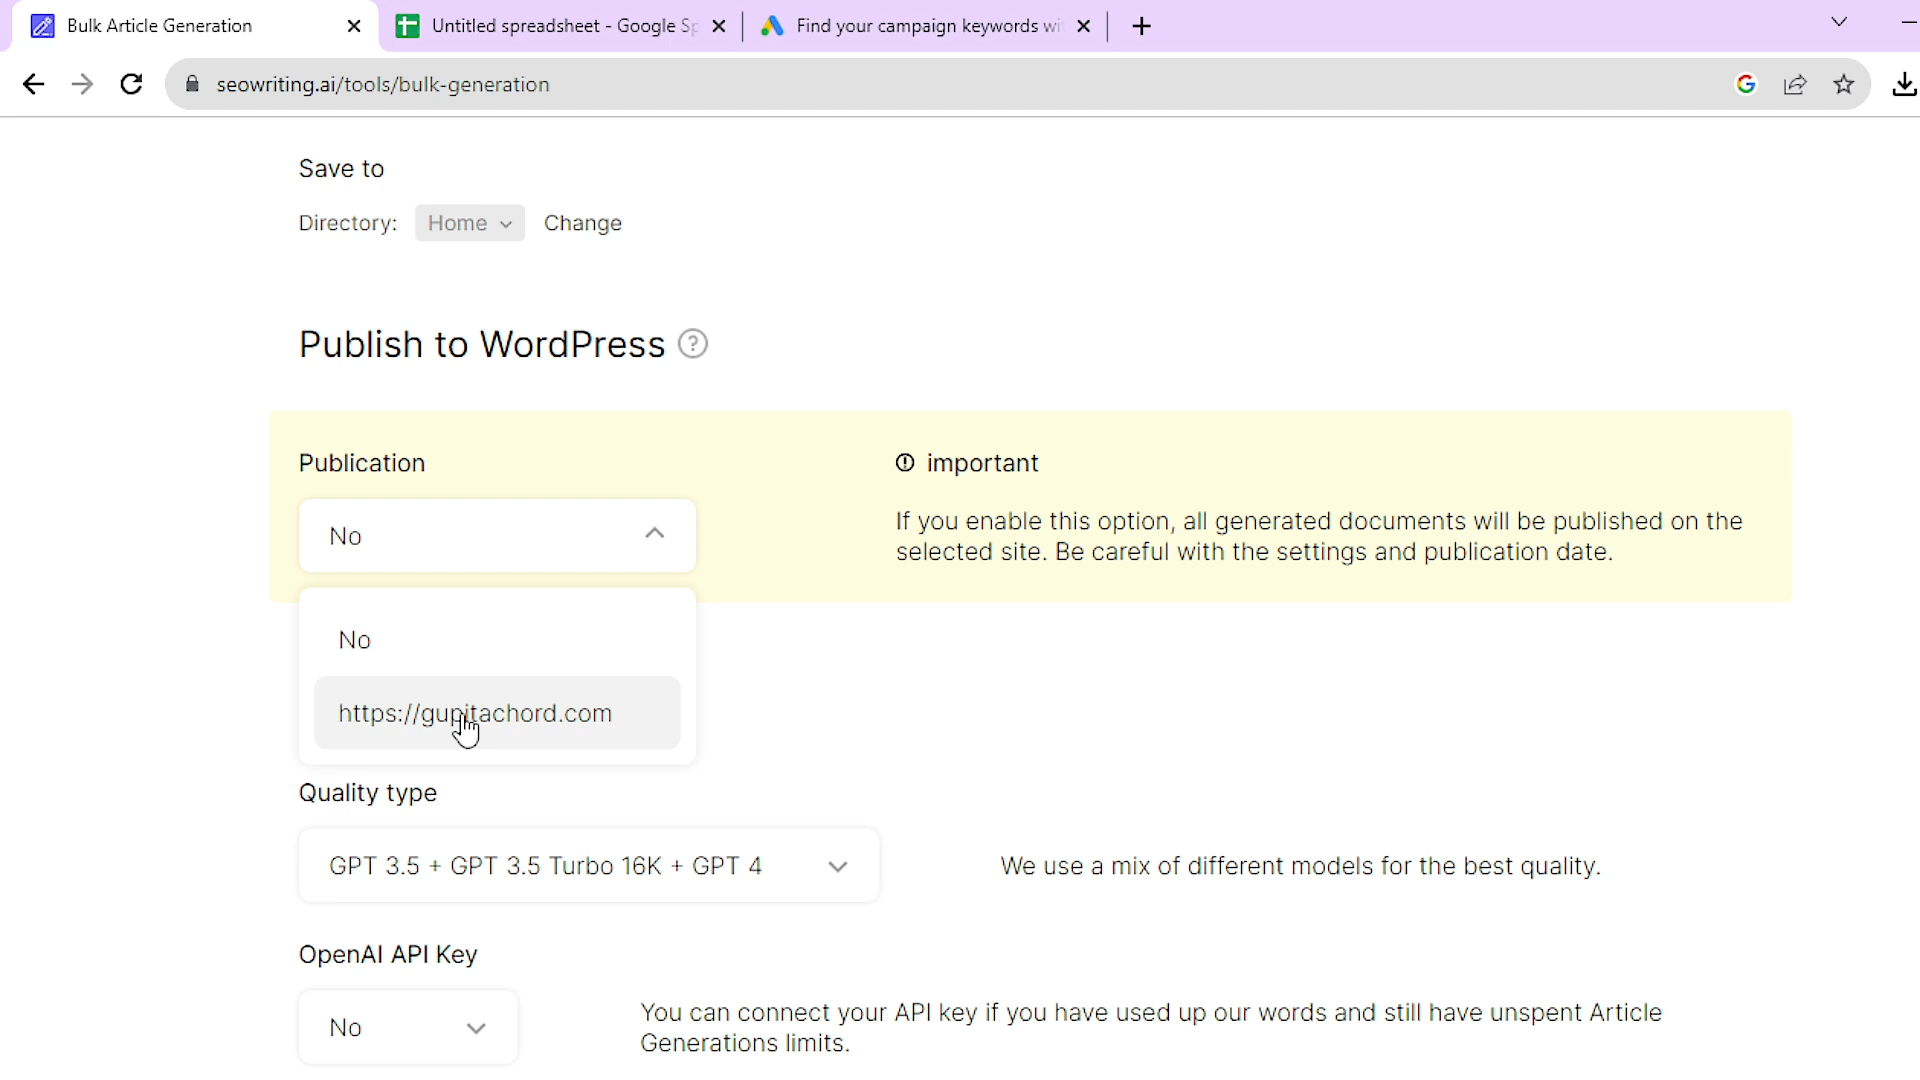 Bulk Article Generation
Untitled spreadsheet - Google Sp
Find your campaign keywords wi
seowriting.ai/tools/bulk-generation
Save to
Directory: Home Change
Publish to WordPress
Publication
important
No
If you enable this option, all generated documents will be published on the
selected site. Be careful with the settings and publication date.
No
https://gupitachord.com
Quality type
GPT 3.5 + GPT 3.5 Turbo 16K + GPT 4
We use a mix of different models for the best quality.
OpenAI API Key
No
You can connect your API key if you have used up our words and still have unspent Article
Generations limits.